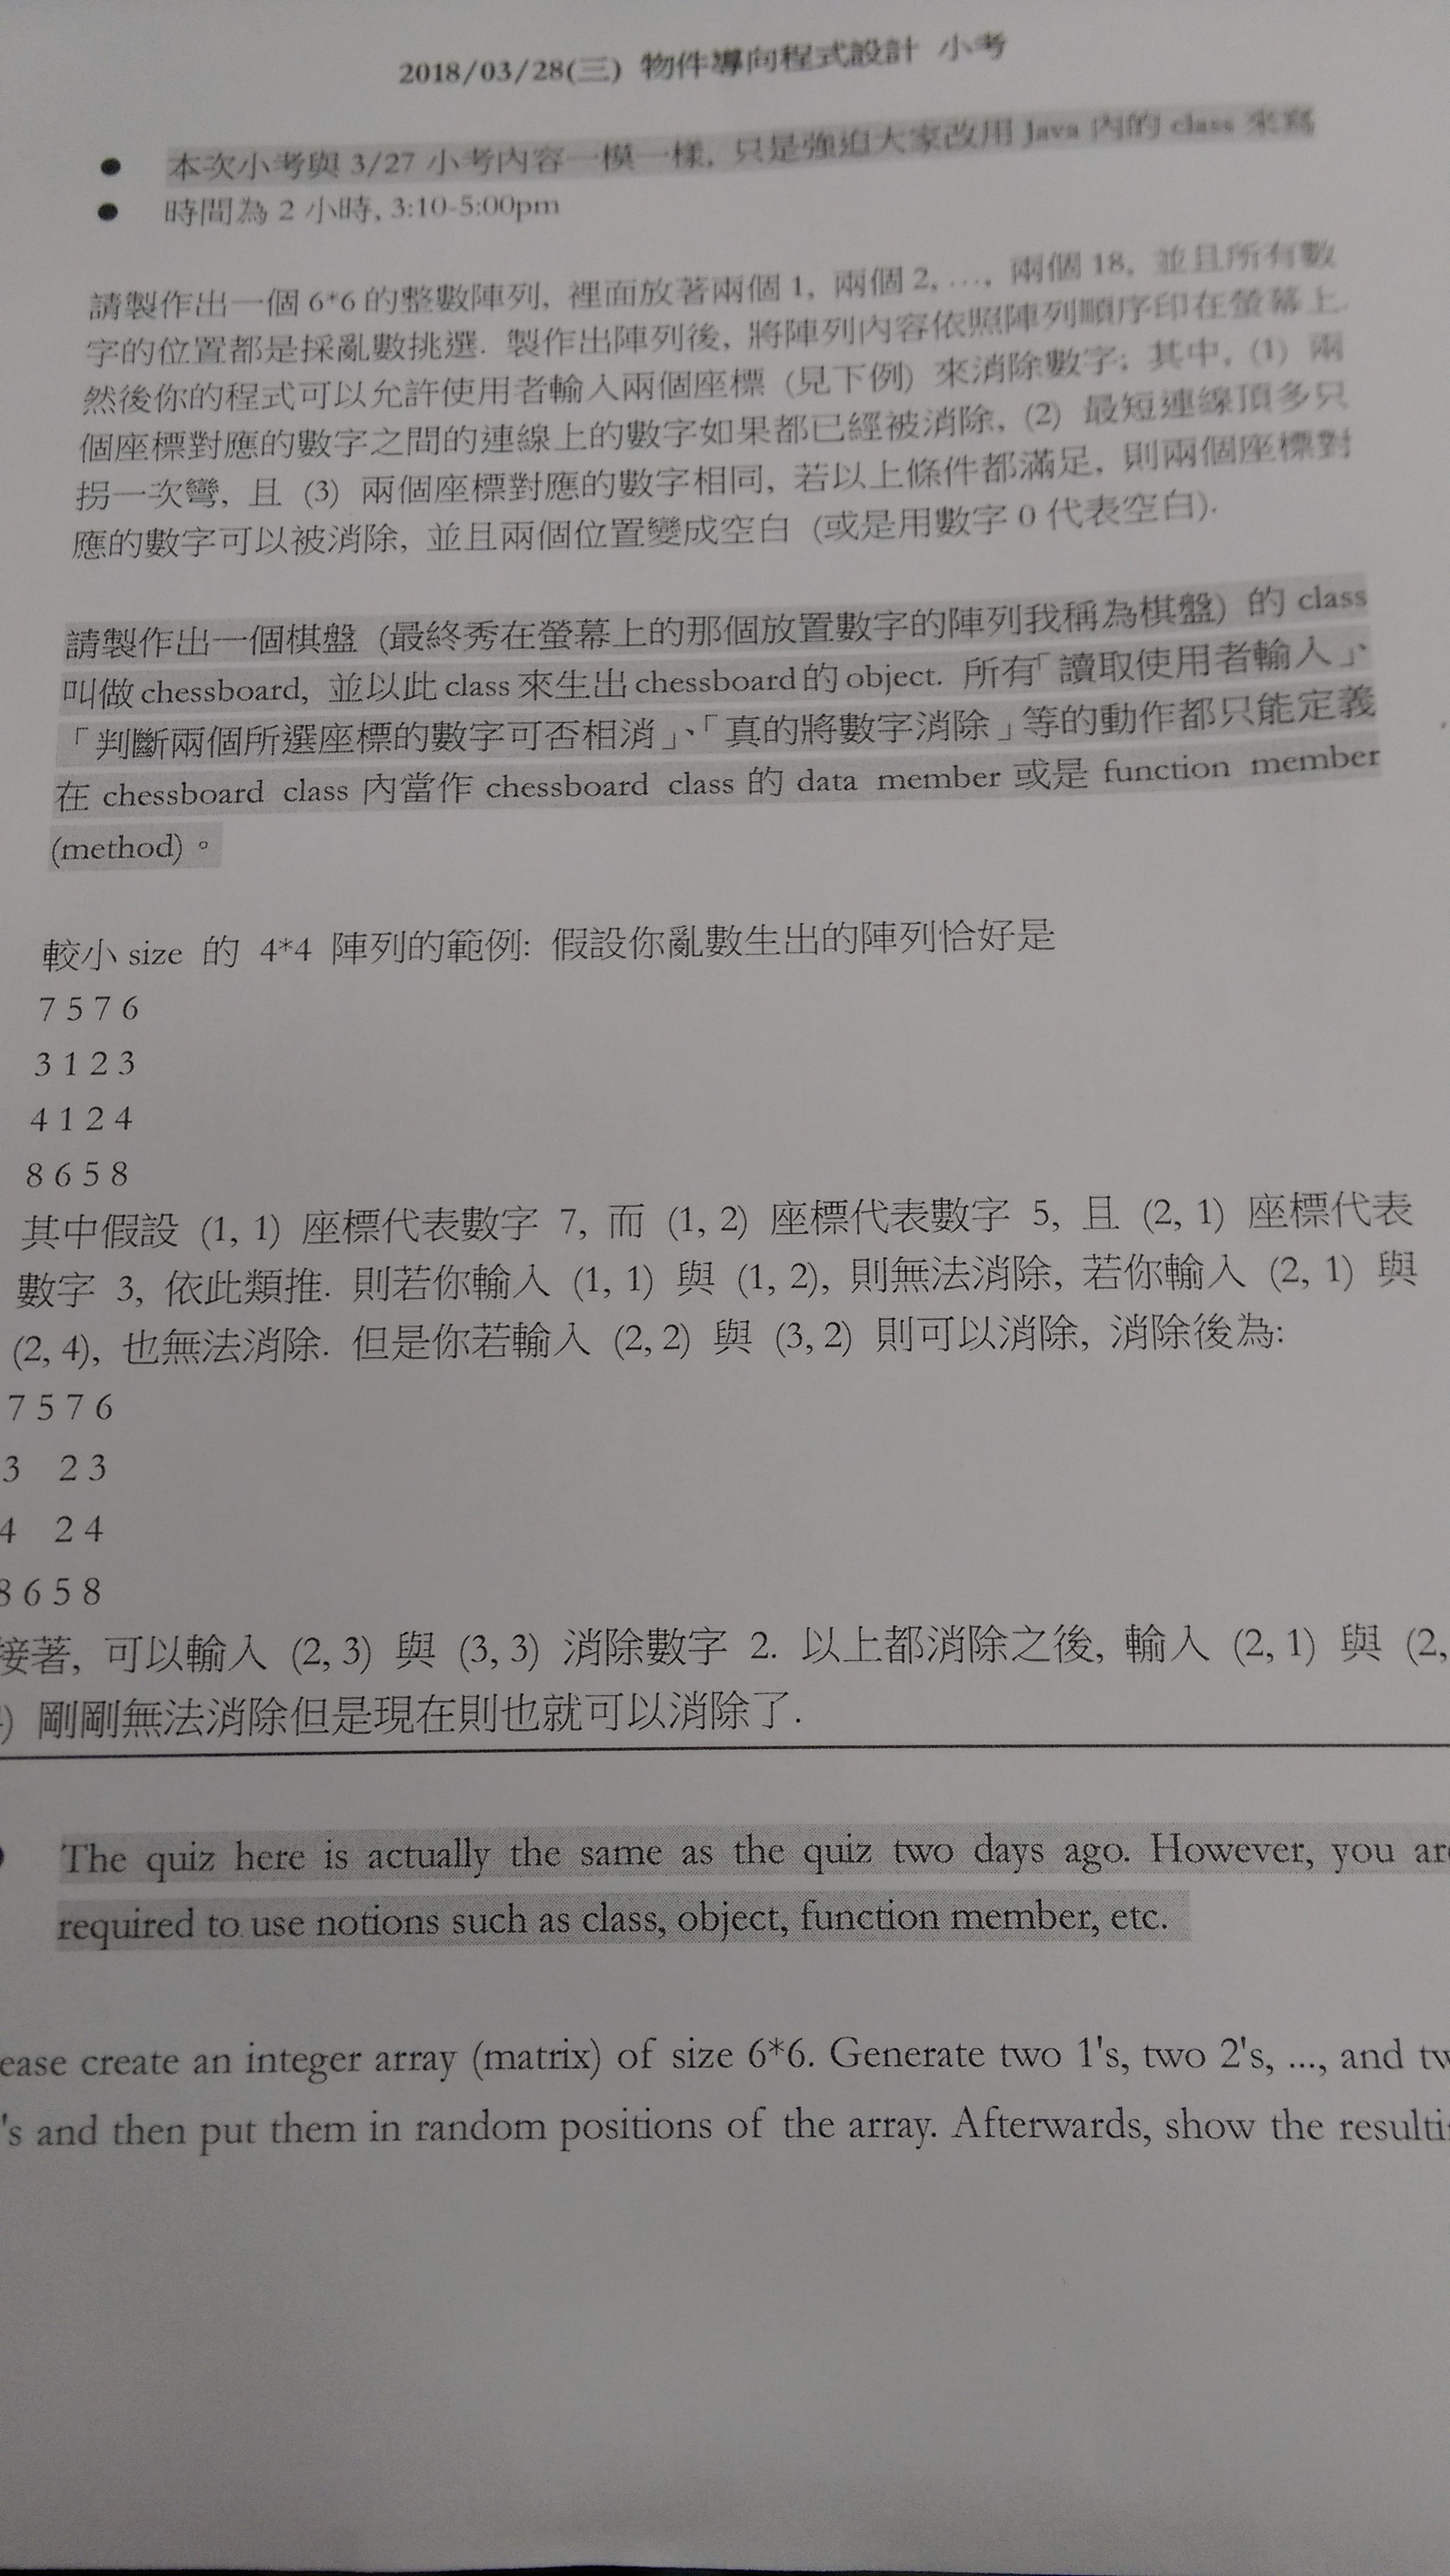 2018/03/28(三) 物件導向程式設計 小考
● 本次小考與 3/27 小考內容一模一樣, 只是強迫大家改用 Java 內的 class 來寫
● 時間為 2 小時, 3:10-5:00pm
請製作出一個 6*6 的整數陣列, 裡面放著兩個 1, 兩個 2, …, 兩個 18, 並且所有數
字的位置都是採亂數挑選. 製作出陣列後, 將陣列內容依照陣列順序印在螢幕上.
然後你的程式可以允許使用者輸入兩個座標 (見下例) 來消除數字; 其中, (1) 兩
個座標對應的數字之間的連線上的數字如果都已經被消除, (2) 最短連線頂多只
拐一次彎, 且 (3) 兩個座標對應的數字相同, 若以上條件都滿足, 則兩個座標對
應的數字可以被消除, 並且兩個位置變成空白 (或是用數字 0 代表空白).
請製作出一個棋盤 (最終秀在螢幕上的那個放置數字的陣列我稱為棋盤) 的 class
叫做 chessboard, 並以此 class 來生出 chessboard 的 object. 所有「讀取使用者輸入」、
「判斷兩個所選座標的數字可否相消」、「真的將數字消除」等的動作都只能定義
在 chessboard class 內當作 chessboard class 的 data member 或是 function member
(method)。
較小 size 的 4*4 陣列的範例: 假設你亂數生出的陣列恰好是
7 5 7 6
3 1 2 3
4 1 2 4
8 6 5 8
其中假設 (1, 1) 座標代表數字 7, 而 (1, 2) 座標代表數字 5, 且 (2, 1) 座標代表
數字 3, 依此類推. 則若你輸入 (1, 1) 與 (1, 2), 則無法消除, 若你輸入 (2, 1) 與
(2, 4), 也無法消除. 但是你若輸入 (2, 2) 與 (3, 2) 則可以消除, 消除後為:
7 5 7 6
3   2 3
4   2 4
8 6 5 8
接著, 可以輸入 (2, 3) 與 (3, 3) 消除數字 2. 以上都消除之後, 輸入 (2, 1) 與 (2,
) 剛剛無法消除但是現在則也就可以消除了.
The quiz here is actually the same as the quiz two days ago. However, you are
required to use notions such as class, object, function member, etc.
ease create an integer array (matrix) of size 6*6. Generate two 1's, two 2's, ..., and tw
's and then put them in random positions of the array. Afterwards, show the resulti